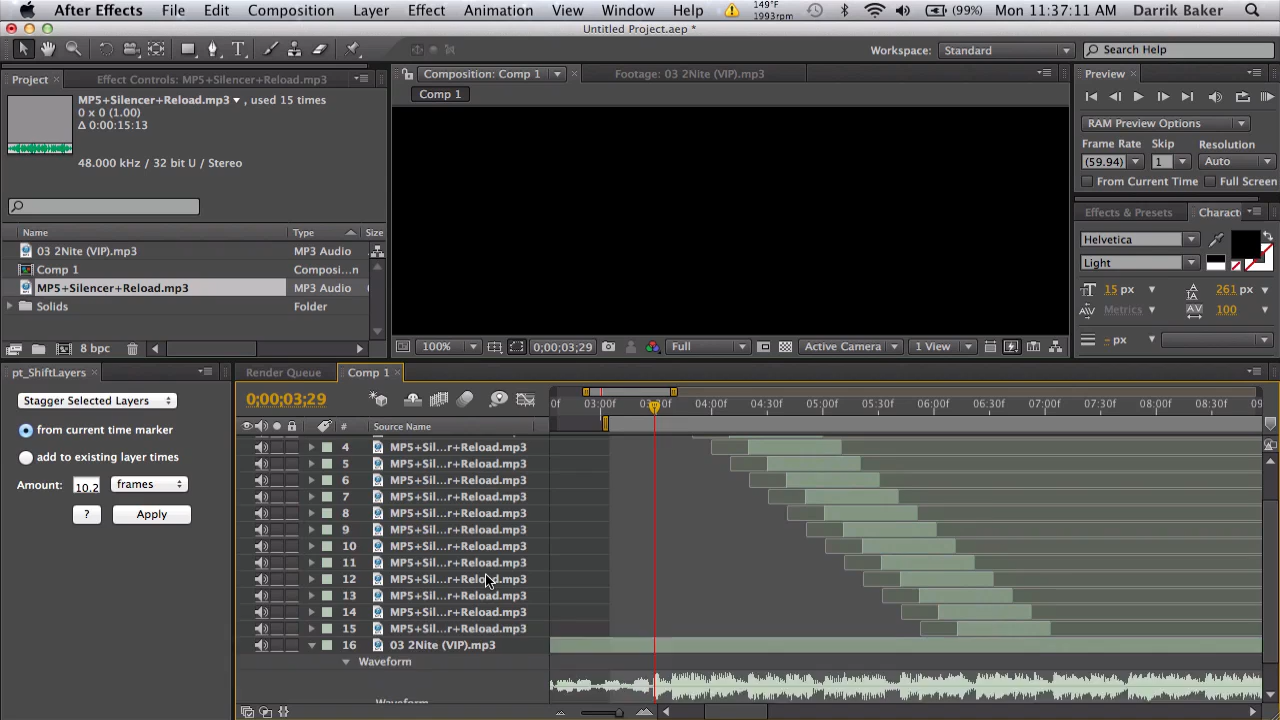 After Effects File Edit Composition Layer Effect Animation View Window Help 149°F 1993rpm (99%) Mon 11:37:11 AM Darrik Baker
Untitled Project.aep *
Workspace: Standard Search Help
Project Effect Controls: MP5+Silencer+Reload.mp3
MP5+Silencer+Reload.mp3 , used 15 times
0 x 0 (1.00)
Δ 0:00:15:13
48.000 kHz / 32 bit U / Stereo
Name Type Size
03 2Nite (VIP).mp3 MP3 Audio
Comp 1 Composi...n
MP5+Silencer+Reload.mp3 MP3 Audio
Solids Folder
8 bpc
Composition: Comp 1 Footage: 03 2Nite (VIP).mp3
Comp 1
100% 0;00;03;29 Full Active Camera 1 View
Preview
RAM Preview Options
Frame Rate Skip Resolution
(59.94) 1 Auto
From Current Time Full Screen
Effects & Presets Charact
Helvetica
Light
T 15 px 261 px
Metrics 100
- px
pt_ShiftLayers
Stagger Selected Layers
from current time marker
add to existing layer times
Amount: 10.2 frames
? Apply
Render Queue Comp 1
0;00;03;29
0f 03:00f 03:30f 04:00f 04:30f 05:00f 05:30f 06:00f 06:30f 07:00f 07:30f 08:00f 08:30f 09
# Source Name
4 MP5+Sil...r+Reload.mp3
5 MP5+Sil...r+Reload.mp3
6 MP5+Sil...r+Reload.mp3
7 MP5+Sil...r+Reload.mp3
8 MP5+Sil...r+Reload.mp3
9 MP5+Sil...r+Reload.mp3
10 MP5+Sil...r+Reload.mp3
11 MP5+Sil...r+Reload.mp3
12 MP5+Sil...r+Reload.mp3
13 MP5+Sil...r+Reload.mp3
14 MP5+Sil...r+Reload.mp3
15 MP5+Sil...r+Reload.mp3
16 03 2Nite (VIP).mp3
Waveform
Waveform